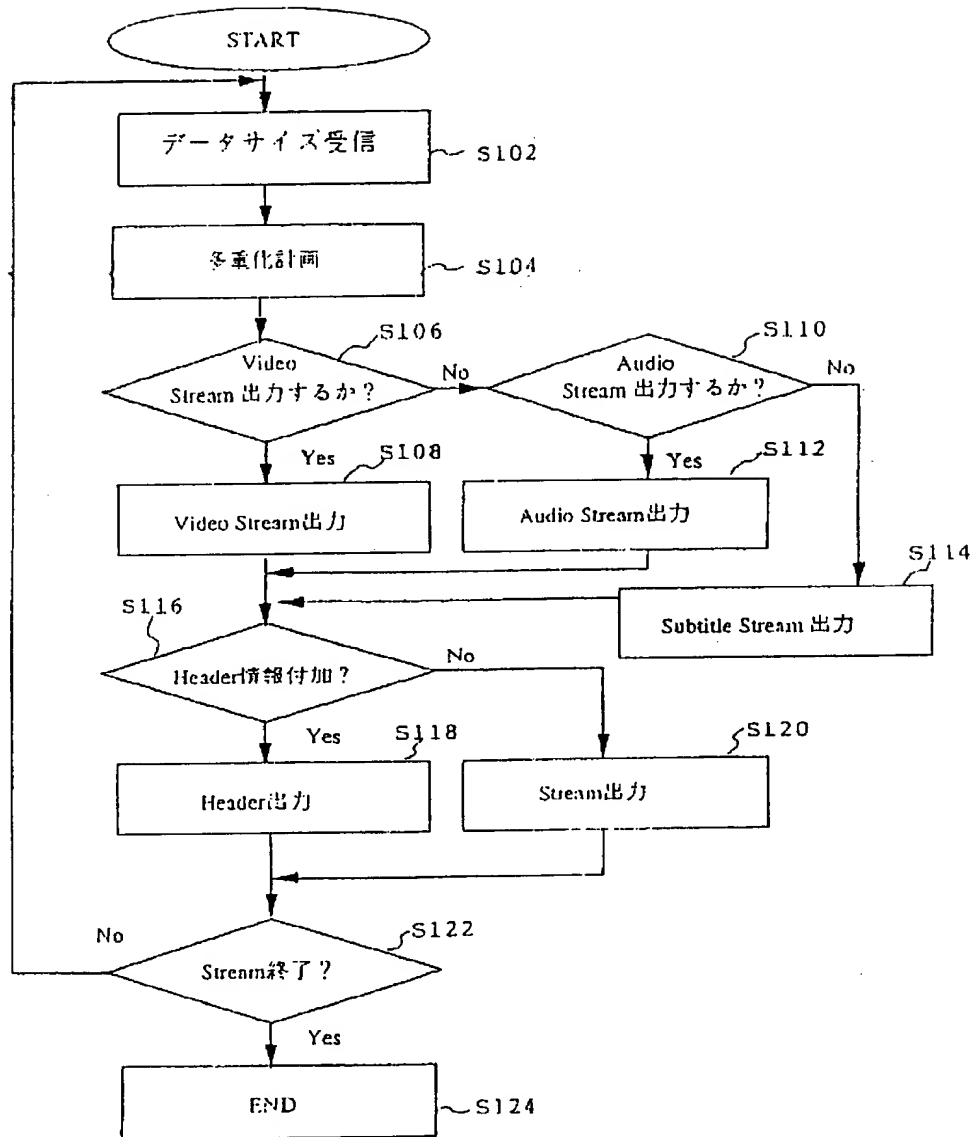 START
データサイズ受信
S102
多重化計画
S104
S106
Video
Stream 出力するか？
No
S110
Audio
Stream 出力するか？
No
Yes
S108
Video Stream出力
Yes
S112
Audio Stream出力
S114
Subtitle Stream 出力
S116
Header情報付加？
No
Yes
S118
Header出力
S120
Stream出力
No
S122
Stream終了？
Yes
END
S124